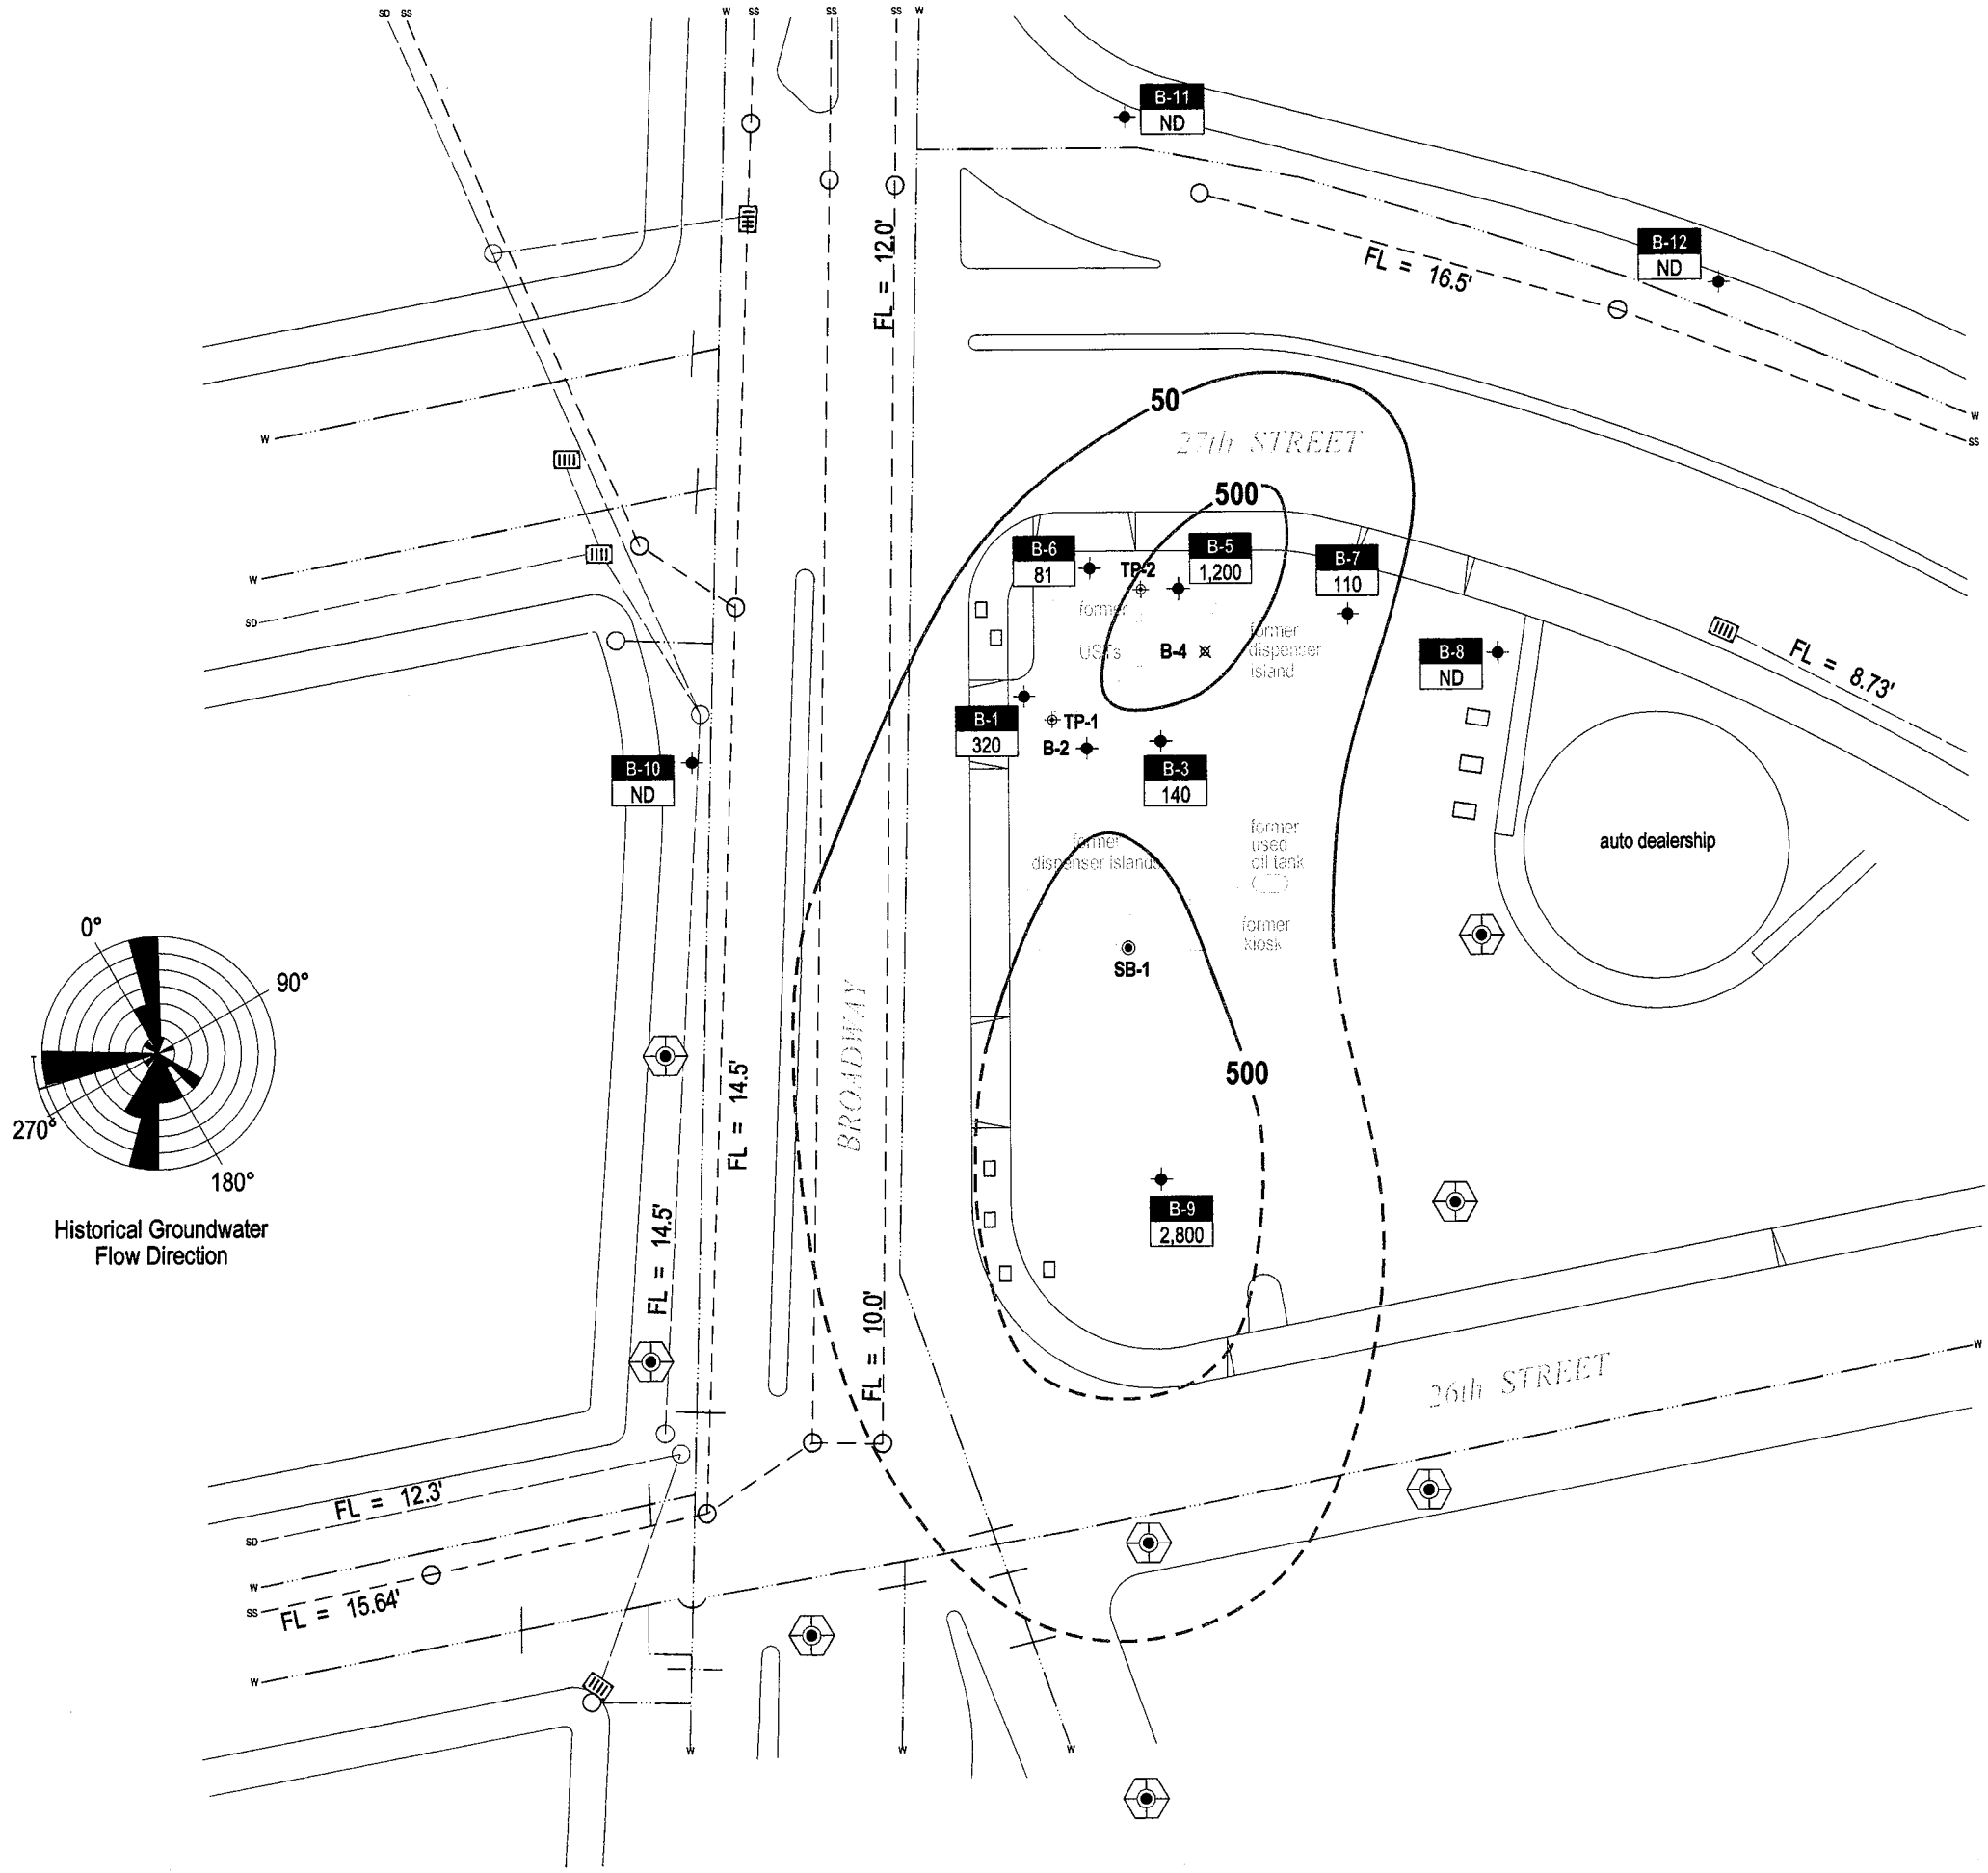 SD SS
W SS
SS
SS W
B-11
ND
B-12
ND
FL = 12.0'
FL = 16.5'
W
SS
50
27th STREET
500
W
B-6
81
TP-2
B-5
1,200
B-7
110
W
SD
former
USTs
B-4
former
dispenser
island
B-8
ND
FL = 8.73'
B-1
320
TP-1
B-2
B-3
140
B-10
ND
former
dispenser islands
former
used
oil tank
auto dealership
former
kiosk
SB-1
0°
90°
270°
180°
Historical Groundwater
Flow Direction
BROADWAY
FL = 14.5'
500
B-9
2,800
FL = 14.5'
FL = 10.0'
26th STREET
W
FL = 12.3'
SD
W
SS
FL = 15.64'
W
W
W
W